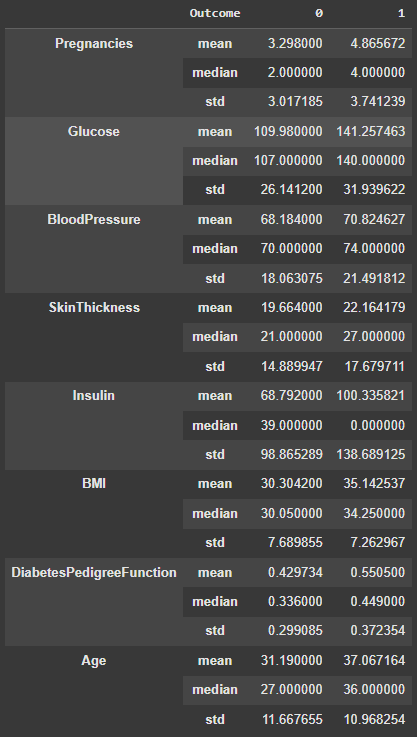 Outcome 0 1
Pregnancies mean 3.298000 4.865672
median 2.000000 4.000000
std 3.017185 3.741239
Glucose mean 109.980000 141.257463
median 107.000000 140.000000
std 26.141200 31.939622
BloodPressure mean 68.184000 70.824627
median 70.000000 74.000000
std 18.063075 21.491812
SkinThickness mean 19.664000 22.164179
median 21.000000 27.000000
std 14.889947 17.679711
Insulin mean 68.792000 100.335821
median 39.000000 0.000000
std 98.865289 138.689125
BMI mean 30.304200 35.142537
median 30.050000 34.250000
std 7.689855 7.262967
DiabetesPedigreeFunction mean 0.429734 0.550500
median 0.336000 0.449000
std 0.299085 0.372354
Age mean 31.190000 37.067164
median 27.000000 36.000000
std 11.667655 10.968254